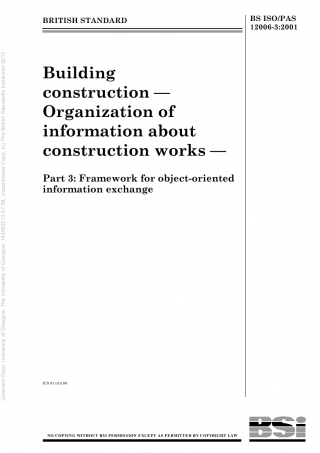 BRITISH STANDARD
BS ISO/PAS
12006-3:2001
Building
construction —
Organization of
information about
construction works —
Part 3: Framework for object-oriented
information exchange
ICS 91.010.99
NO COPYING WITHOUT BSI PERMISSION EXCEPT AS PERMITTED BY COPYRIGHT LAW
BSi
Licensed Copy: University of Glasgow, The University of Glasgow, 14/03/2010 07:08, Uncontrolled Copy, (c) The British Standards Institution 2010